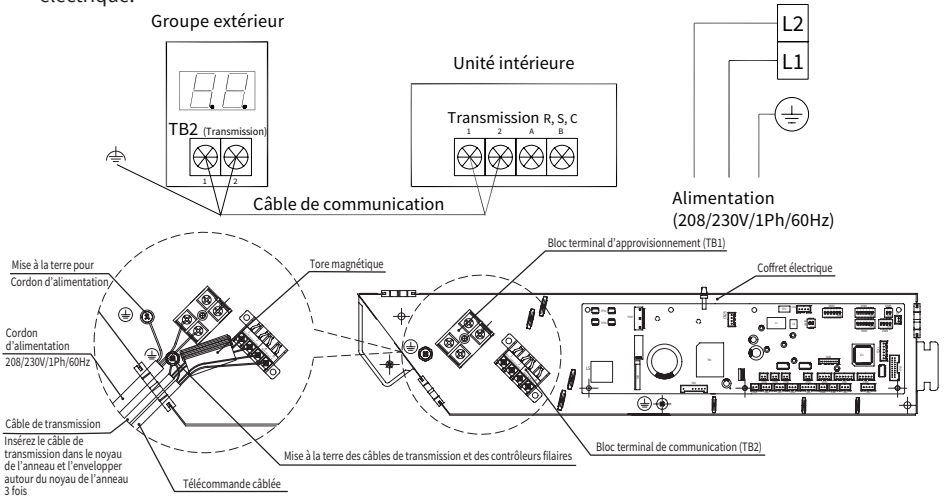 électrique.
Groupe extérieur
TB2 (Transmission)
1 2
Unité intérieure
Transmission R, S, C
1 2 A B
Câble de communication
L2
L1
Alimentation
(208/230V/1Ph/60Hz)
Mise à la terre pour
Cordon d'alimentation
Tore magnétique
Cordon
d'alimentation
208/230V/1Ph/60Hz
Câble de transmission
Insérez le câble de
transmission dans le noyau
de l'anneau et l'envelopper
autour du noyau de l'anneau
3 fois
Télécommande câblée
Mise à la terre des câbles de transmission et des contrôleurs filaires
Bloc terminal d'approvisionnement (TB1)
Coffret électrique
Bloc terminal de communication (TB2)